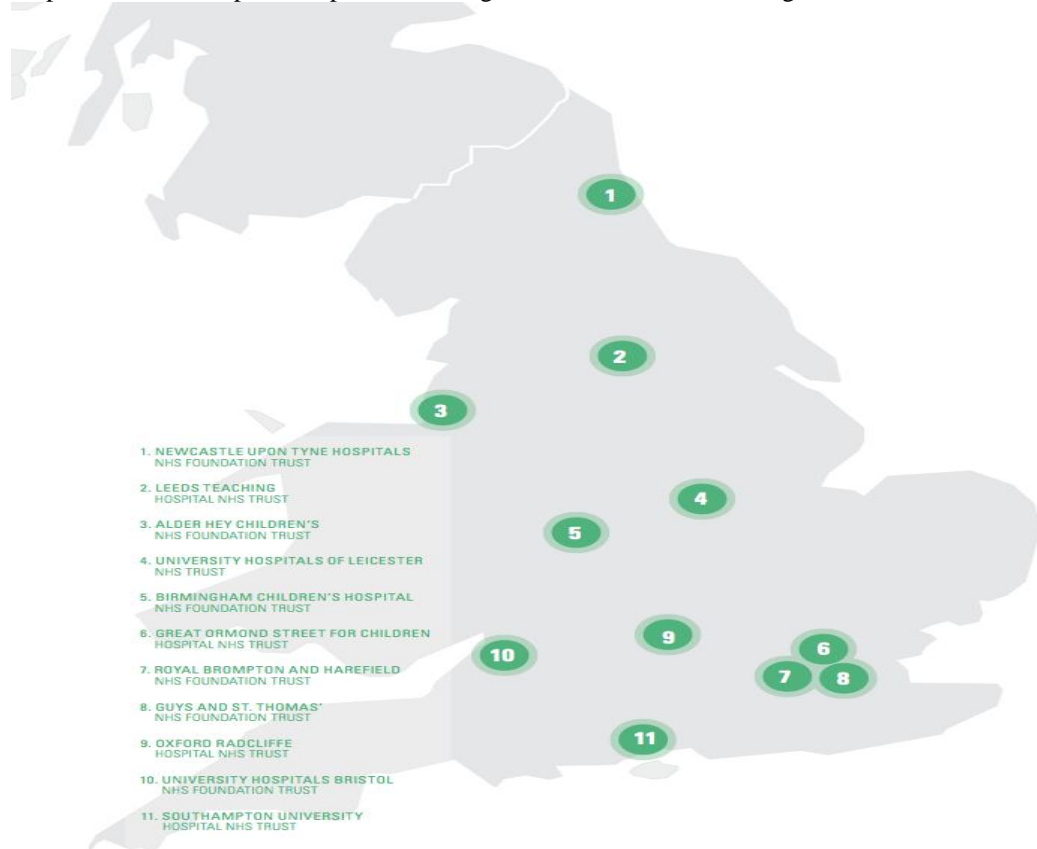 1
2
3
4
5
6
7
8
9
10
11
1. NEWCASTLE UPON TYNE HOSPITALS
NHS FOUNDATION TRUST
2. LEEDS TEACHING
HOSPITAL NHS TRUST
3. ALDER HEY CHILDREN'S
NHS FOUNDATION TRUST
4. UNIVERSITY HOSPITALS OF LEICESTER
NHS TRUST
5. BIRMINGHAM CHILDREN'S HOSPITAL
NHS FOUNDATION TRUST
6. GREAT ORMOND STREET FOR CHILDREN
HOSPITAL NHS TRUST
7. ROYAL BROMPTON AND HAREFIELD
NHS FOUNDATION TRUST
8. GUYS AND ST. THOMAS'
NHS FOUNDATION TRUST
9. OXFORD RADCLIFFE
HOSPITAL NHS TRUST
10. UNIVERSITY HOSPITALS BRISTOL
NHS FOUNDATION TRUST
11. SOUTHAMPTON UNIVERSITY
HOSPITAL NHS TRUST